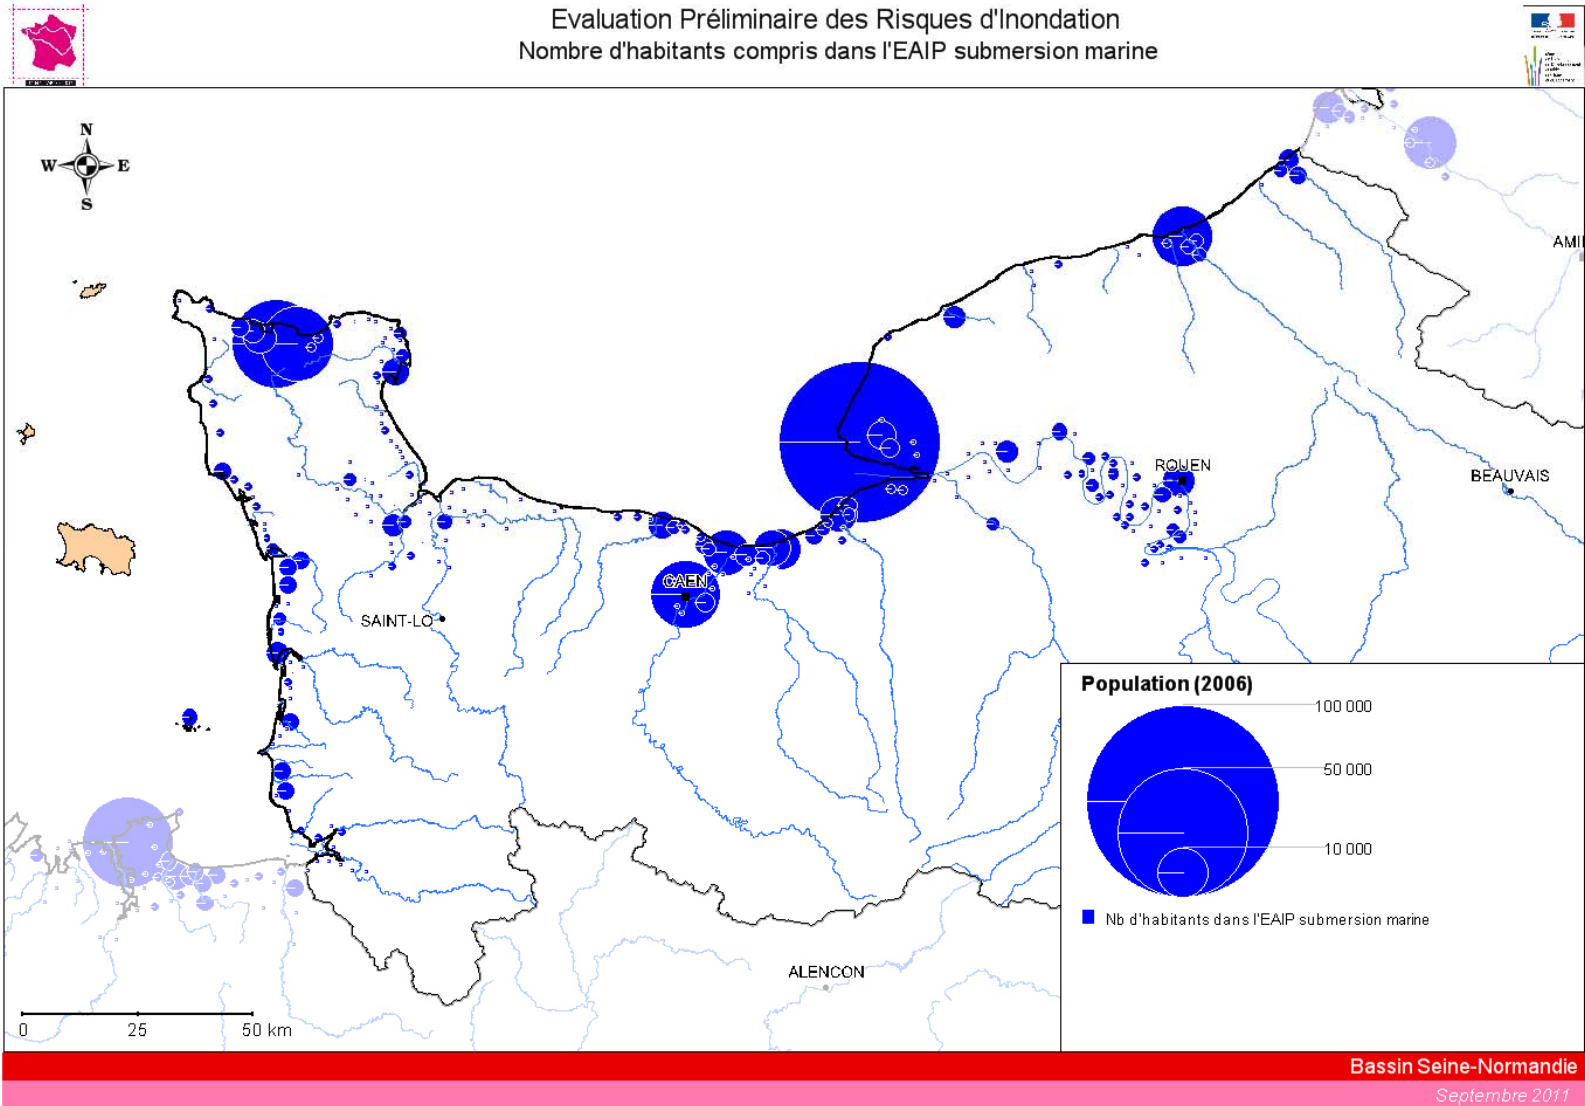 Evaluation Préliminaire des Risques d'Inondation
Nombre d'habitants compris dans l'EAIP submersion marine
N
W E
S
AMI
ROUEN
BEAUVAIS
CAEN
SAINT-LO
ALENCON
Population (2006)
100 000
50 000
10 000
Nb d'habitants dans l'EAIP submersion marine
0 25 50 km
Bassin Seine-Normandie
Septembre 2011